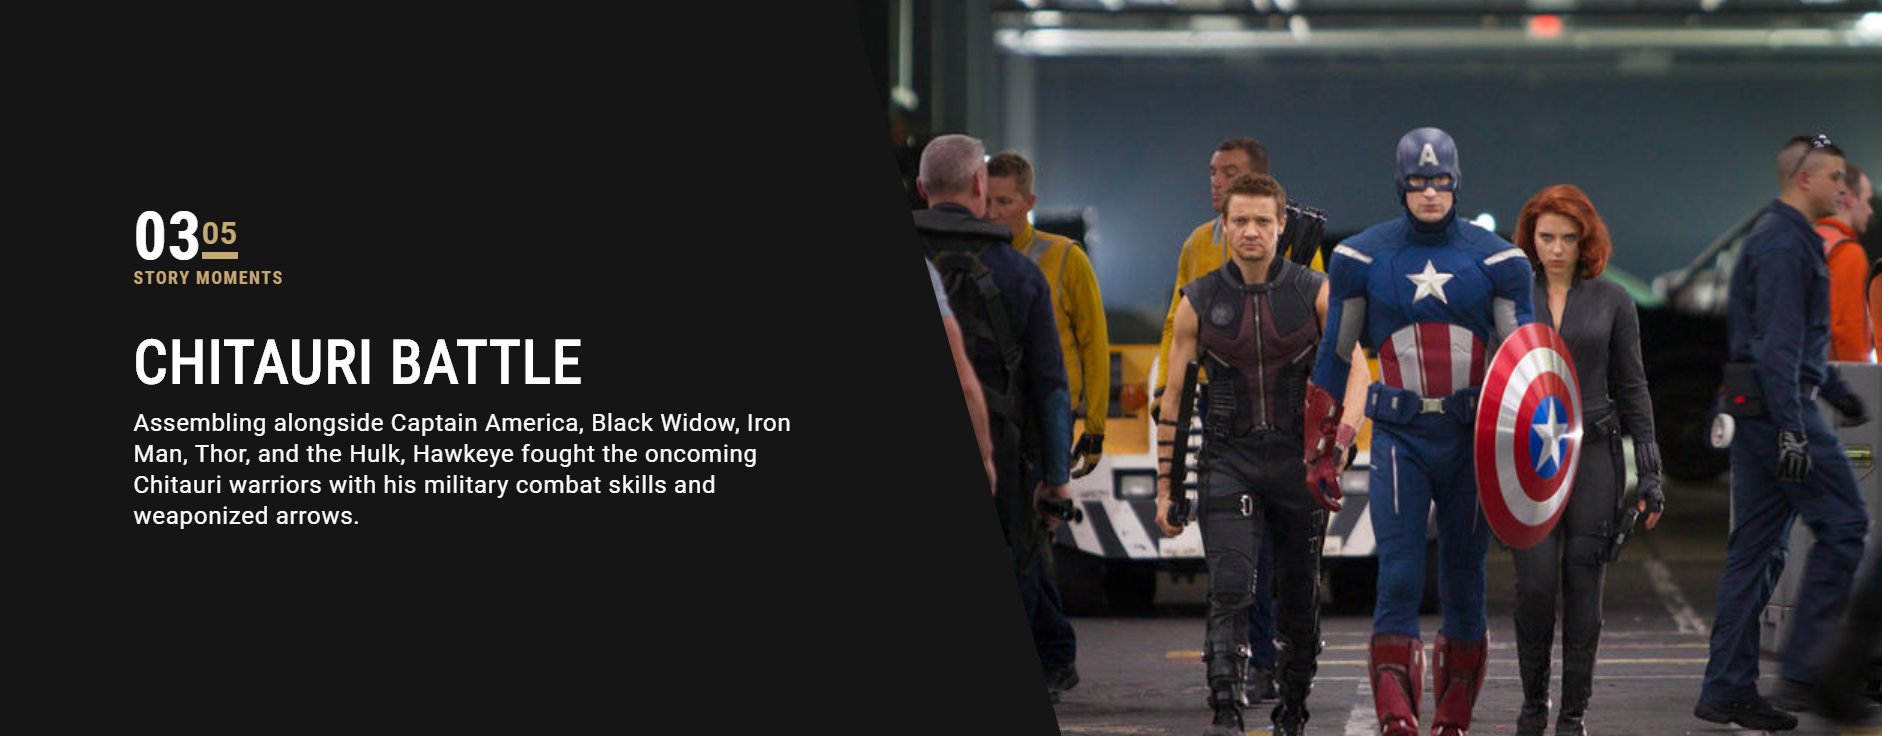 03 05
STORY MOMENTS
CHITAURI BATTLE
Assembling alongside Captain America, Black Widow, Iron
Man, Thor, and the Hulk, Hawkeye fought the oncoming
Chitauri warriors with his military combat skills and
weaponized arrows.
A